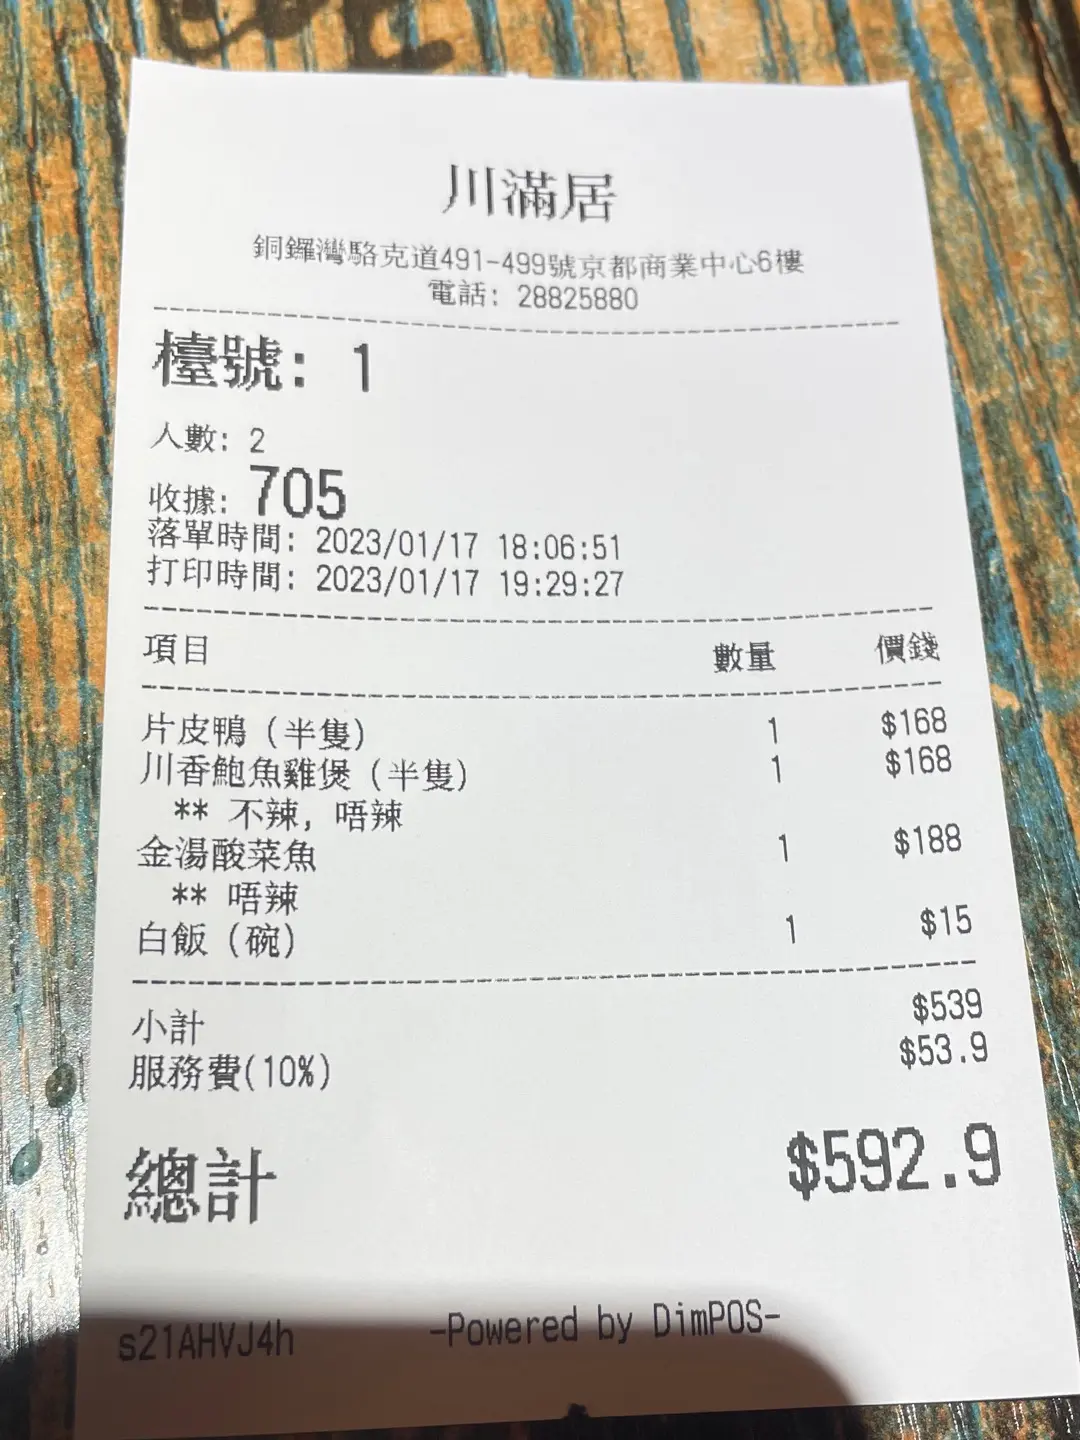 川滿居
銅鑼灣駱克道491-499號京都商業中心6樓
電話: 28825880
檯號: 1
人數: 2
收據: 705
落單時間: 2023/01/17 18:06:51
打印時間: 2023/01/17 19:29:27
項目 數量 價錢
片皮鴨 (半隻) 1 $168
川香鮑魚雞煲 (半隻) 1 $168
** 不辣, 唔辣
金湯酸菜魚 1 $188
** 唔辣
白飯 (碗) 1 $15
小計 $539
服務費(10%) $53.9
總計 $592.9
s21AHVJ4h -Powered by DimPOS-